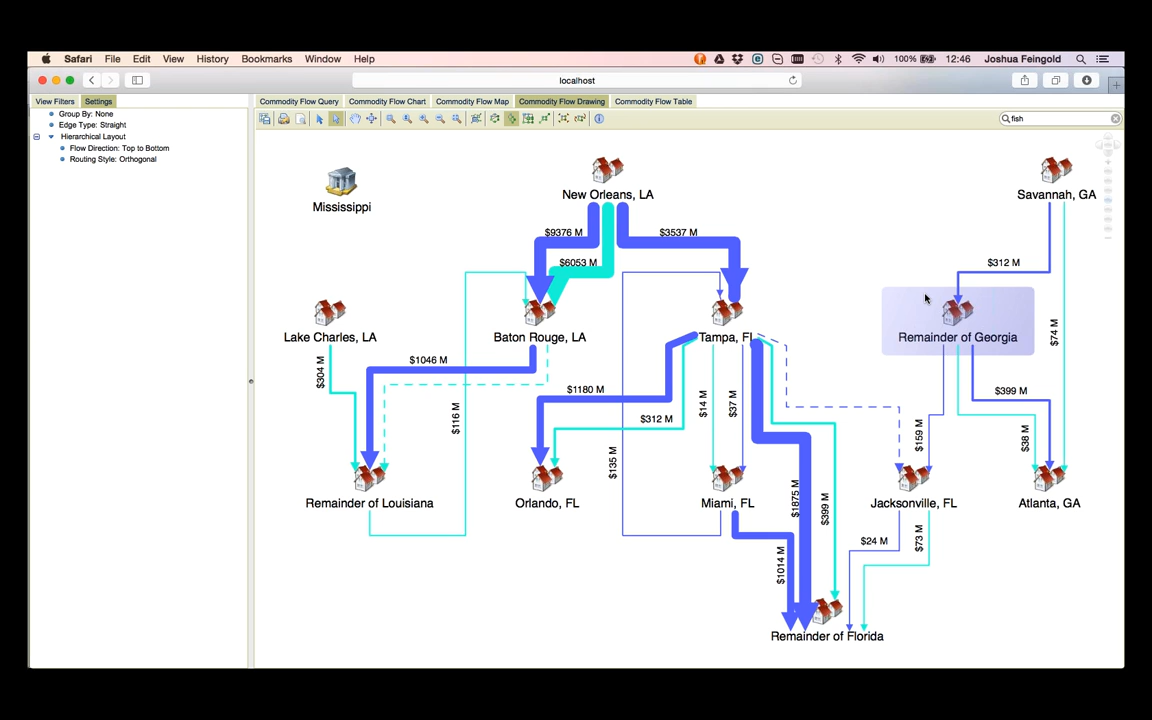 Safari File Edit View History Bookmarks Window Help 100% 12:46 Joshua Feingold
localhost
View Filters Settings
Commodity Flow Query Commodity Flow Chart Commodity Flow Map Commodity Flow Drawing Commodity Flow Table
Group By: None
Edge Type: Straight
Hierarchical Layout
Flow Direction: Top to Bottom
Routing Style: Orthogonal
fish
Mississippi
New Orleans, LA
Savannah, GA
$9376 M
$3537 M
$6053 M
$312 M
$74 M
Lake Charles, LA
Baton Rouge, LA
Tampa, FL
Remainder of Georgia
$304 M
$1046 M
$116 M
$1180 M
$312 M
$135 M
$14 M
$37 M
$1875 M
$399 M
$159 M
$399 M
$38 M
Remainder of Louisiana
Orlando, FL
Miami, FL
Jacksonville, FL
Atlanta, GA
$1014 M
$24 M
$73 M
Remainder of Florida